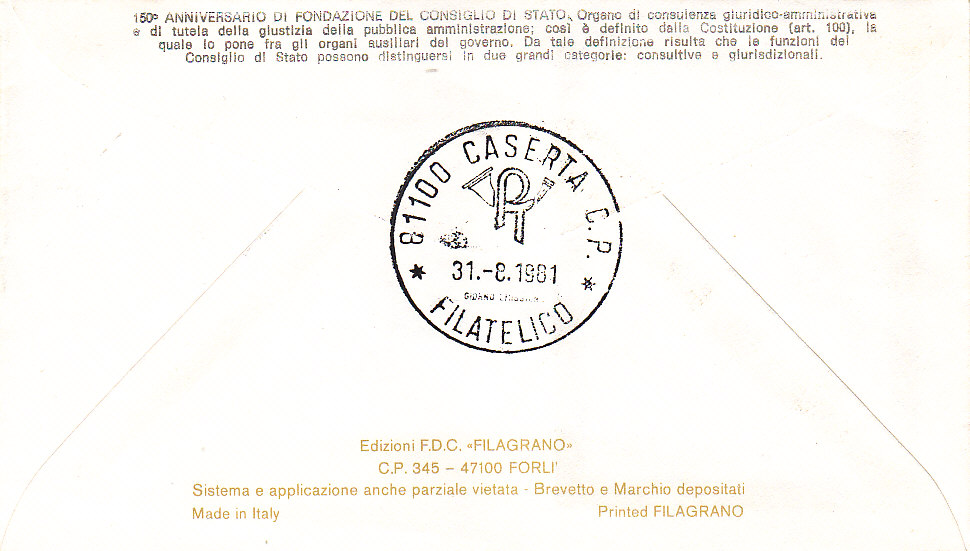 150° ANNIVERSARIO DI FONDAZIONE DEL CONSIGLIO DI STATO. Organo di consulenza giuridico-amministrativa
e di tutela della giustizia della pubblica amministrazione; così è definito dalla Costituzione (art. 100), la
quale lo pone fra gli organi ausiliari del governo. Da tale definizione risulta che le funzioni del
Consiglio di Stato possono distinguersi in due grandi categorie: consultive e giurisdizionali.
81100 CASERTA C.P.
PT
31.-8.1981
GIORNO
* FILATELICO *
Edizioni F.D.C. «FILAGRANO»
C.P. 345 – 47100 FORLI'
Sistema e applicazione anche parziale vietata - Brevetto e Marchio depositati
Made in Italy
Printed FILAGRANO